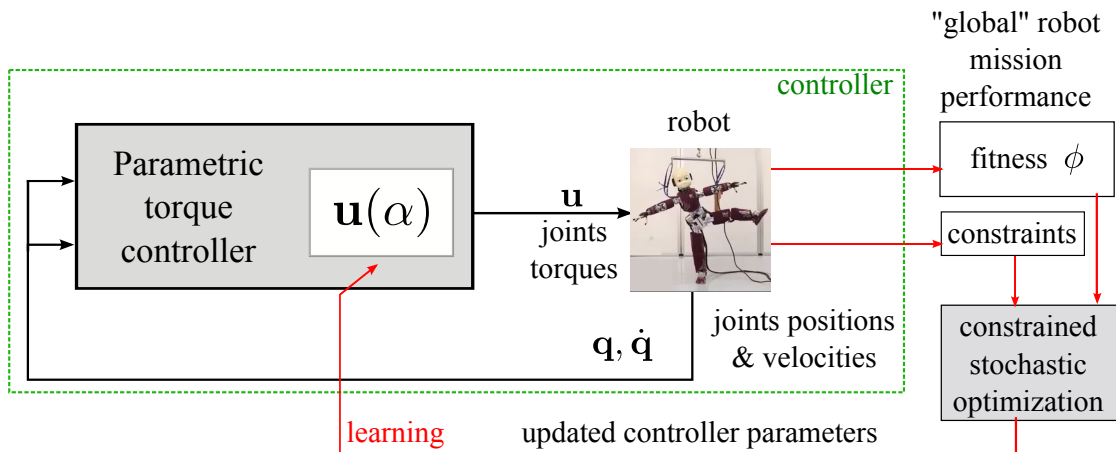 "global" robot
mission
performance
controller
robot
fitness ϕ
Parametric
torque
controller
u(α)
u
joints
torques
constraints
q, q̇
joints positions
& velocities
constrained
stochastic
optimization
learning
updated controller parameters